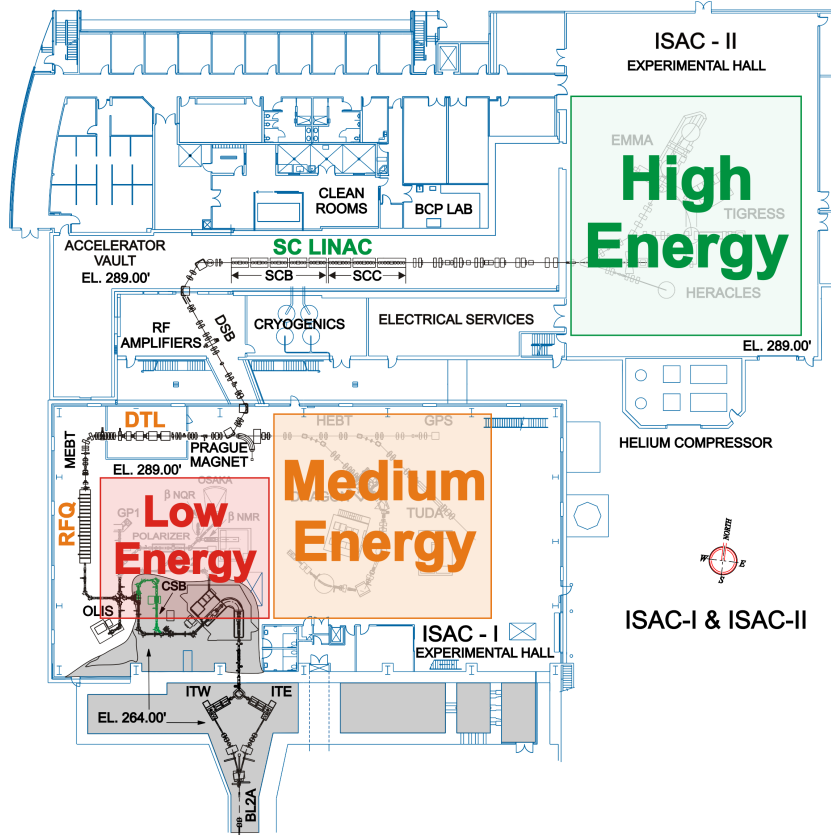 ISAC - II
EXPERIMENTAL HALL
EMMA
High
Energy
TIGRESS
HERACLES
EL. 289.00'
CLEAN
ROOMS
BCP LAB
ACCELERATOR
VAULT
EL. 289.00'
SC LINAC
SCB
SCC
DSB
RF
AMPLIFIERS
CRYOGENICS
ELECTRICAL SERVICES
HELIUM COMPRESSOR
DTL
MEBT
PRAGUE
MAGNET
HEBT
GPS
EL. 289.00'
RFQ
OSAKA
β NQR
GP1
β NMR
POLARIZER
Low
Energy
Medium
Energy
TUDA
CSB
OLIS
NORTH
W
E
S
ISAC-I & ISAC-II
ISAC - I
EXPERIMENTAL HALL
ITW
ITE
EL. 264.00'
BL2A